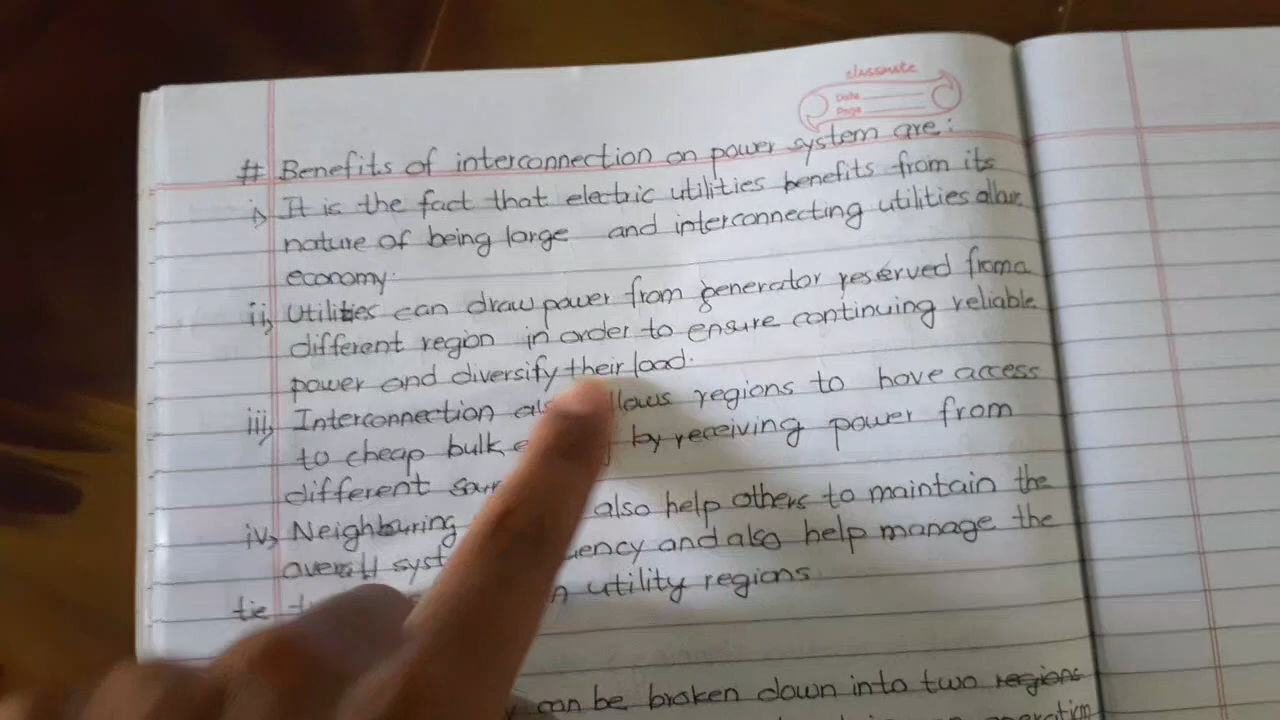 classmate
Date
Page
# Benefits of interconnection on power system are:
i) It is the fact that electric utilities benefits from its
nature of being large and interconnecting utilities
economy.
ii) Utilities can draw power from generator reserved from a
different region in order to ensure continuing reliable
power and diversify their load.
iii) Interconnection allows regions to have access
to cheap bulk by receiving power from
different
iv) Neighburing also help others to maintain the
overall and also help manage the
tie utility regions
can be broken down into two regions